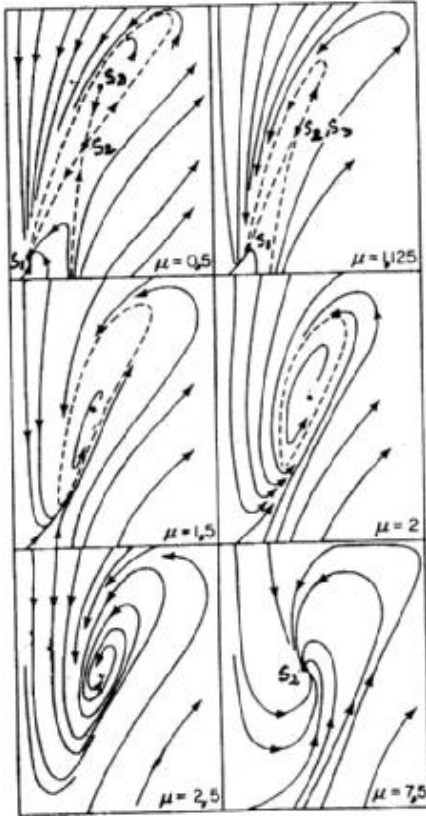 S₃
S₂
S₁
μ = 0,5
S₂,S₃
S₁
μ = 1,125
μ = 1,5
μ = 2
μ = 2,5
S₂
μ = 7,5